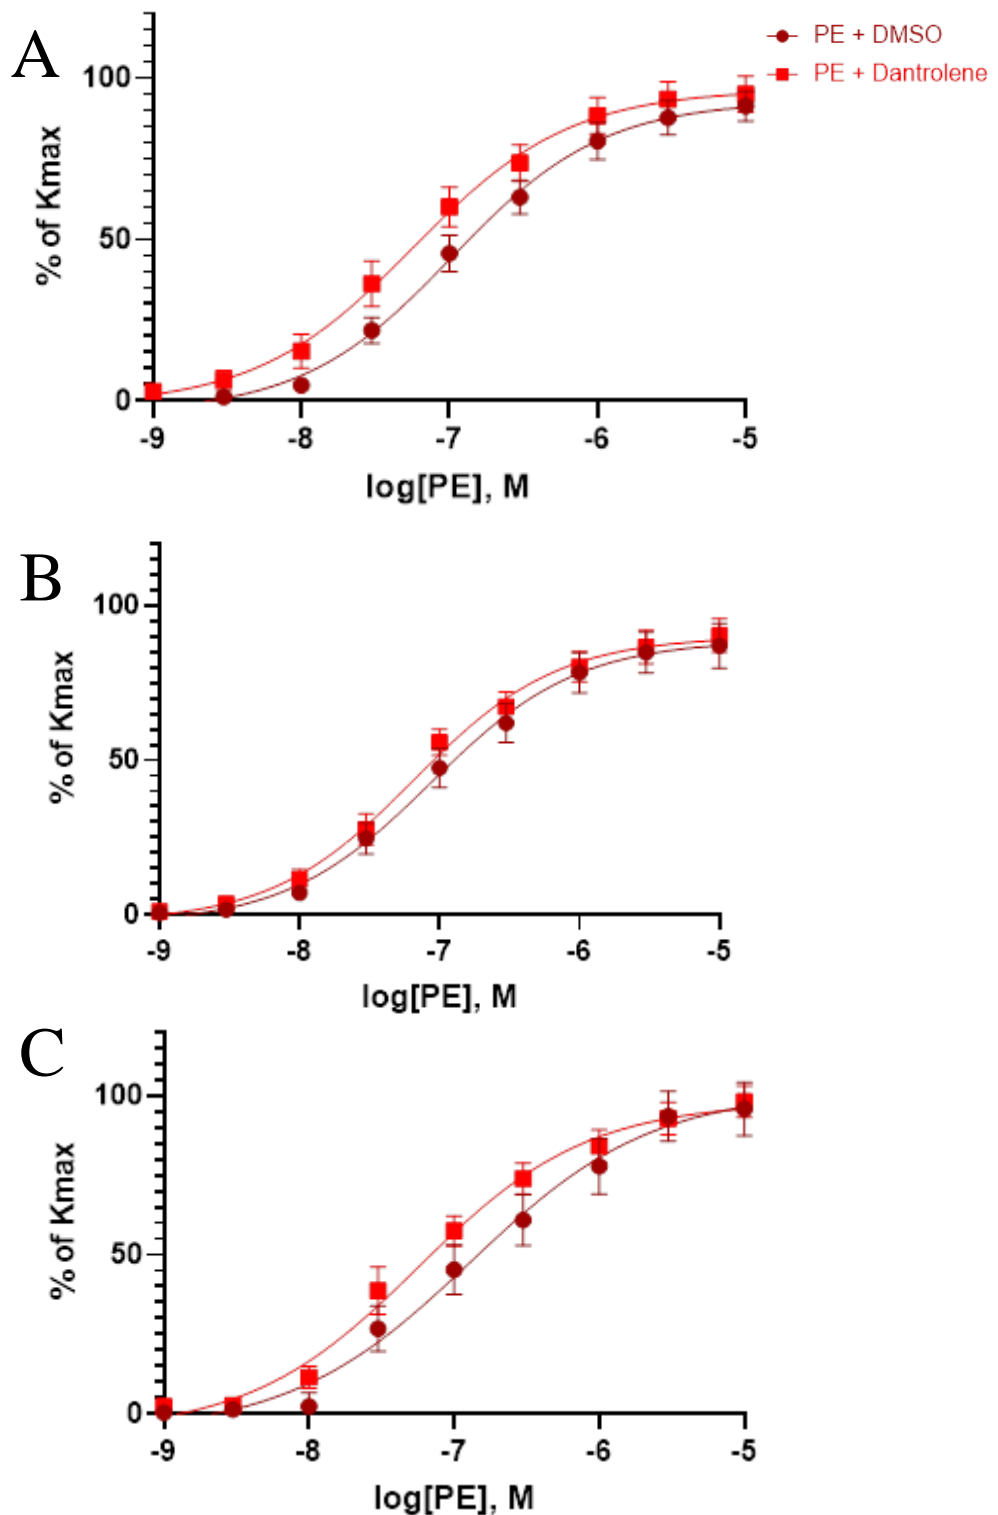 A
PE + DMSO
PE + Dantrolene
100
50
0
% of Kmax
-9 -8 -7 -6 -5
log[PE], M
B
100
50
0
% of Kmax
-9 -8 -7 -6 -5
log[PE], M
C
100
50
0
% of Kmax
-9 -8 -7 -6 -5
log[PE], M